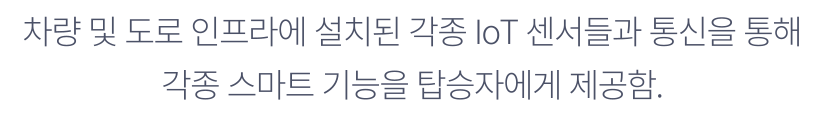 차량 및 도로 인프라에 설치된 각종 IoT 센서들과 통신을 통해
각종 스마트 기능을 탑승자에게 제공함.